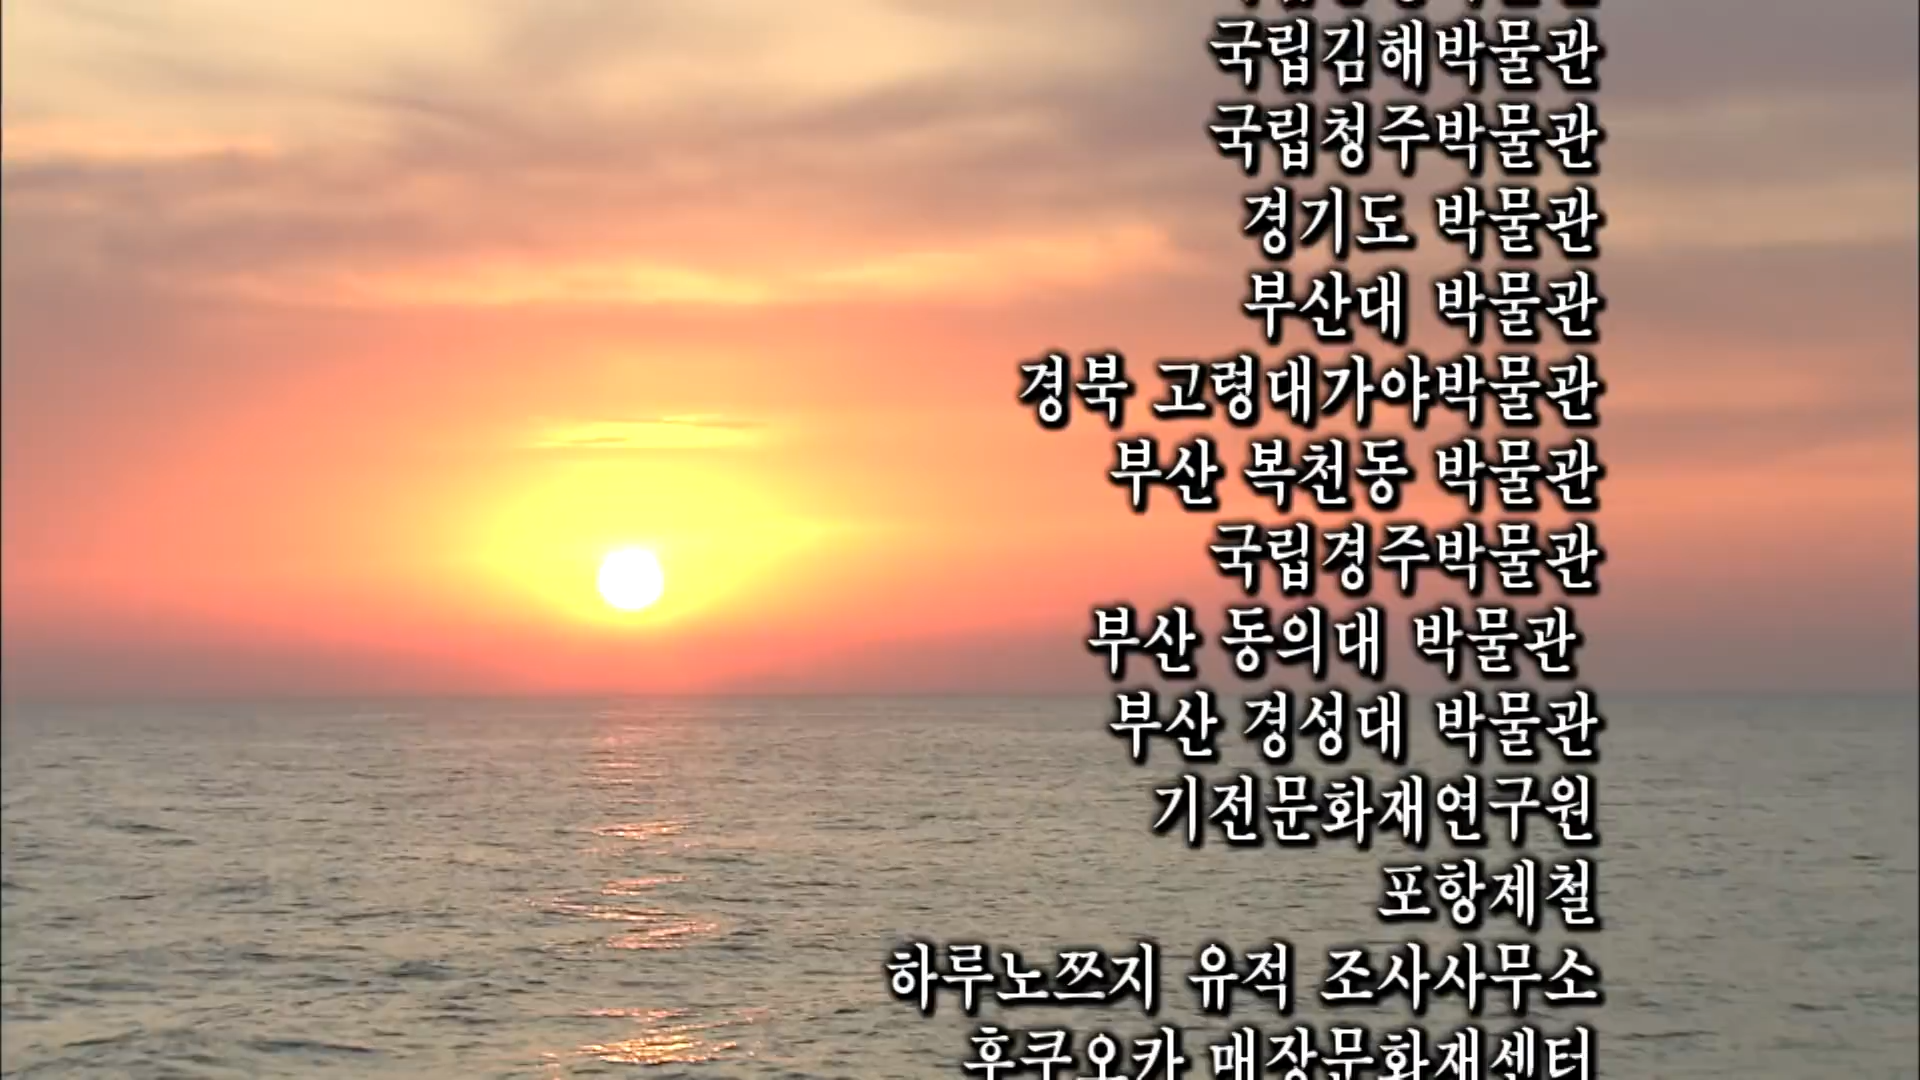 국립김해박물관
국립청주박물관
경기도 박물관
부산대 박물관
경북 고령대가야박물관
부산 복천동 박물관
국립경주박물관
부산 동의대 박물관
부산 경성대 박물관
기전문화재연구원
포항제철
하루노쯔지 유적 조사사무소
후쿠오카 매장문화재센터